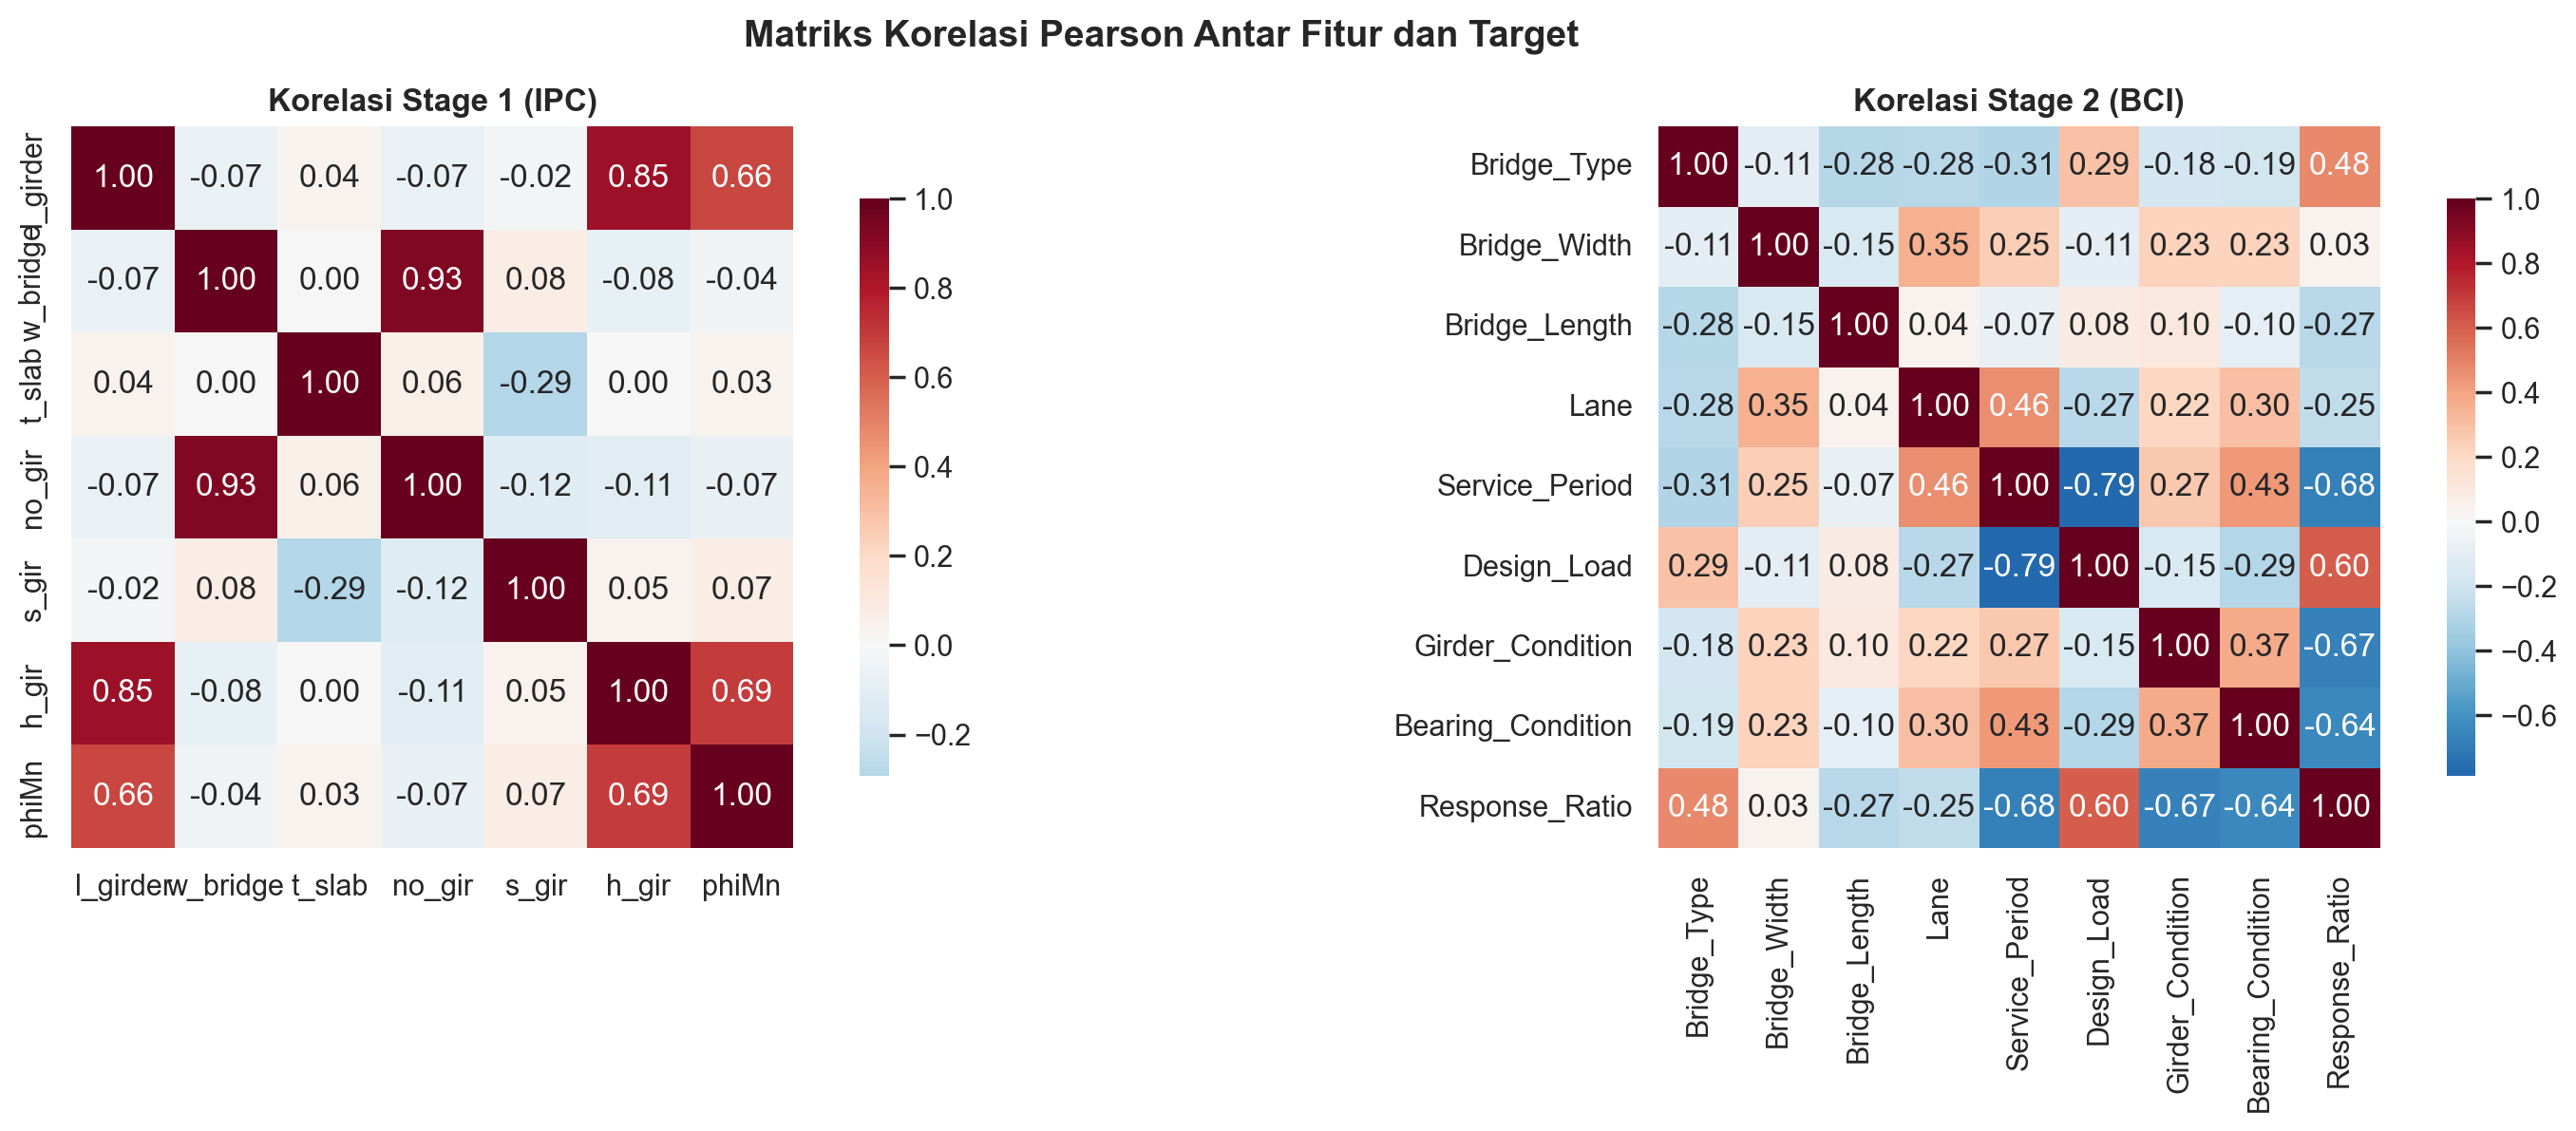 Matriks Korelasi Pearson Antar Fitur dan Target
Korelasi Stage 1 (IPC)
l_girder 1.00 -0.07 0.04 -0.07 -0.02 0.85 0.66
w_bridge -0.07 1.00 0.00 0.93 0.08 -0.08 -0.04
t_slab 0.04 0.00 1.00 0.06 -0.29 0.00 0.03
no_gir -0.07 0.93 0.06 1.00 -0.12 -0.11 -0.07
s_gir -0.02 0.08 -0.29 -0.12 1.00 0.05 0.07
h_gir 0.85 -0.08 0.00 -0.11 0.05 1.00 0.69
phiMn 0.66 -0.04 0.03 -0.07 0.07 0.69 1.00
l_girder w_bridge t_slab no_gir s_gir h_gir phiMn
1.0
0.8
0.6
0.4
0.2
0.0
−0.2
Korelasi Stage 2 (BCI)
Bridge_Type 1.00 -0.11 -0.28 -0.28 -0.31 0.29 -0.18 -0.19 0.48
Bridge_Width -0.11 1.00 -0.15 0.35 0.25 -0.11 0.23 0.23 0.03
Bridge_Length -0.28 -0.15 1.00 0.04 -0.07 0.08 0.10 -0.10 -0.27
Lane -0.28 0.35 0.04 1.00 0.46 -0.27 0.22 0.30 -0.25
Service_Period -0.31 0.25 -0.07 0.46 1.00 -0.79 0.27 0.43 -0.68
Design_Load 0.29 -0.11 0.08 -0.27 -0.79 1.00 -0.15 -0.29 0.60
Girder_Condition -0.18 0.23 0.10 0.22 0.27 -0.15 1.00 0.37 -0.67
Bearing_Condition -0.19 0.23 -0.10 0.30 0.43 -0.29 0.37 1.00 -0.64
Response_Ratio 0.48 0.03 -0.27 -0.25 -0.68 0.60 -0.67 -0.64 1.00
Bridge_Type
Bridge_Width
Bridge_Length
Lane
Service_Period
Design_Load
Girder_Condition
Bearing_Condition
Response_Ratio
1.0
0.8
0.6
0.4
0.2
0.0
−0.2
−0.4
−0.6